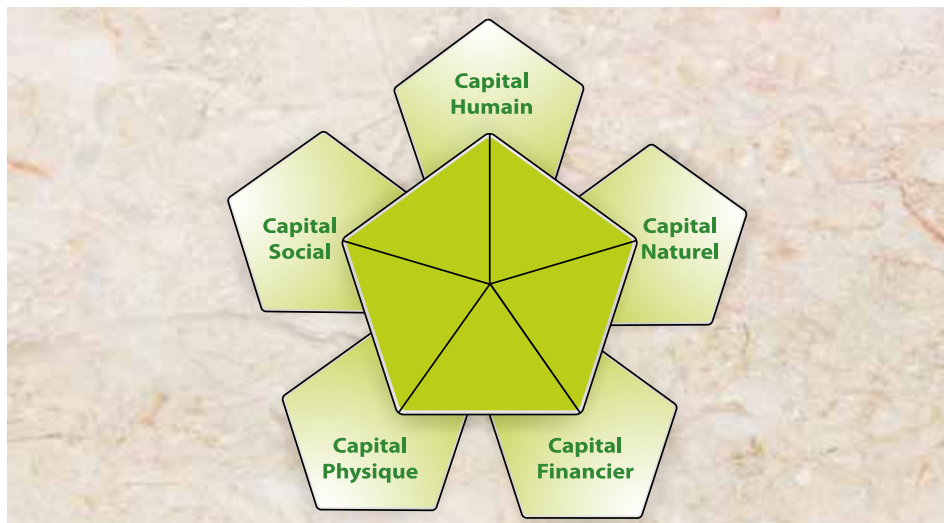 Capital
Humain
Capital
Social
Capital
Naturel
Capital
Physique
Capital
Financier